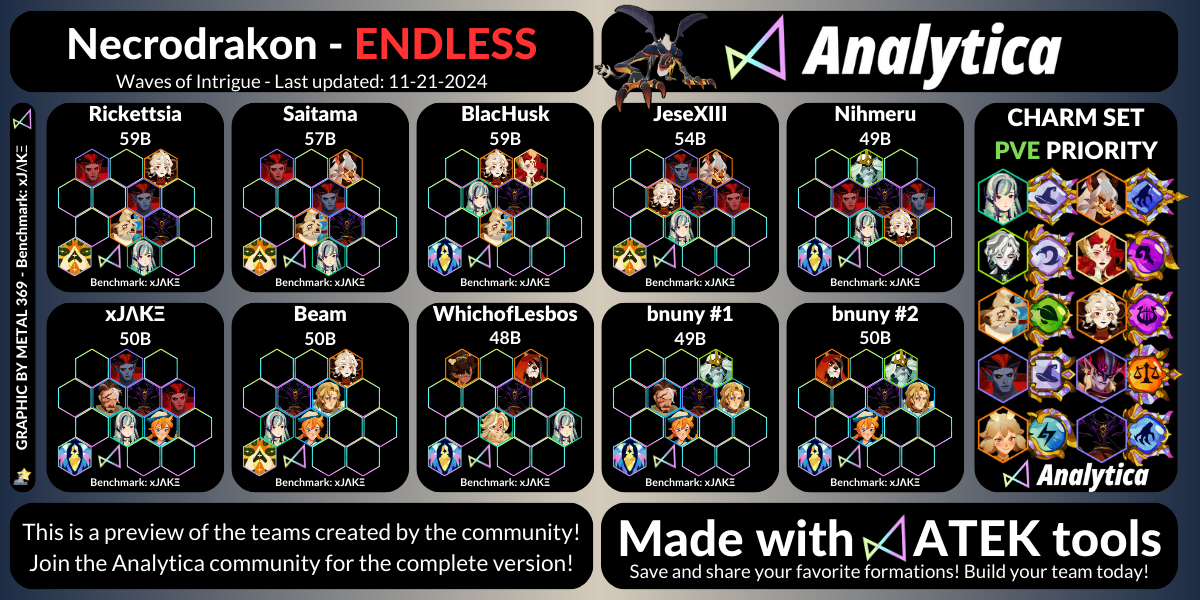 Necrodrakon - ENDLESS
Waves of Intrigue - Last updated: 11-21-2024
Analytica
GRAPHIC BY METAL 369 - Benchmark: xJΛKΞ
Rickettsia
59B
Benchmark: xJΛKΞ
Saitama
57B
Benchmark: xJΛKΞ
BlacHusk
59B
Benchmark: xJΛKΞ
JeseXIII
54B
Benchmark: xJΛKΞ
Nihmeru
49B
Benchmark: xJΛKΞ
xJΛKΞ
50B
Benchmark: xJΛKΞ
Beam
50B
Benchmark: xJΛKΞ
WhichofLesbos
48B
Benchmark: xJΛKΞ
bnuny #1
49B
Benchmark: xJΛKΞ
bnuny #2
50B
Benchmark: xJΛKΞ
CHARM SET
PVE PRIORITY
Analytica
This is a preview of the teams created by the community!
Join the Analytica community for the complete version!
Made with ATEK tools
Save and share your favorite formations! Build your team today!